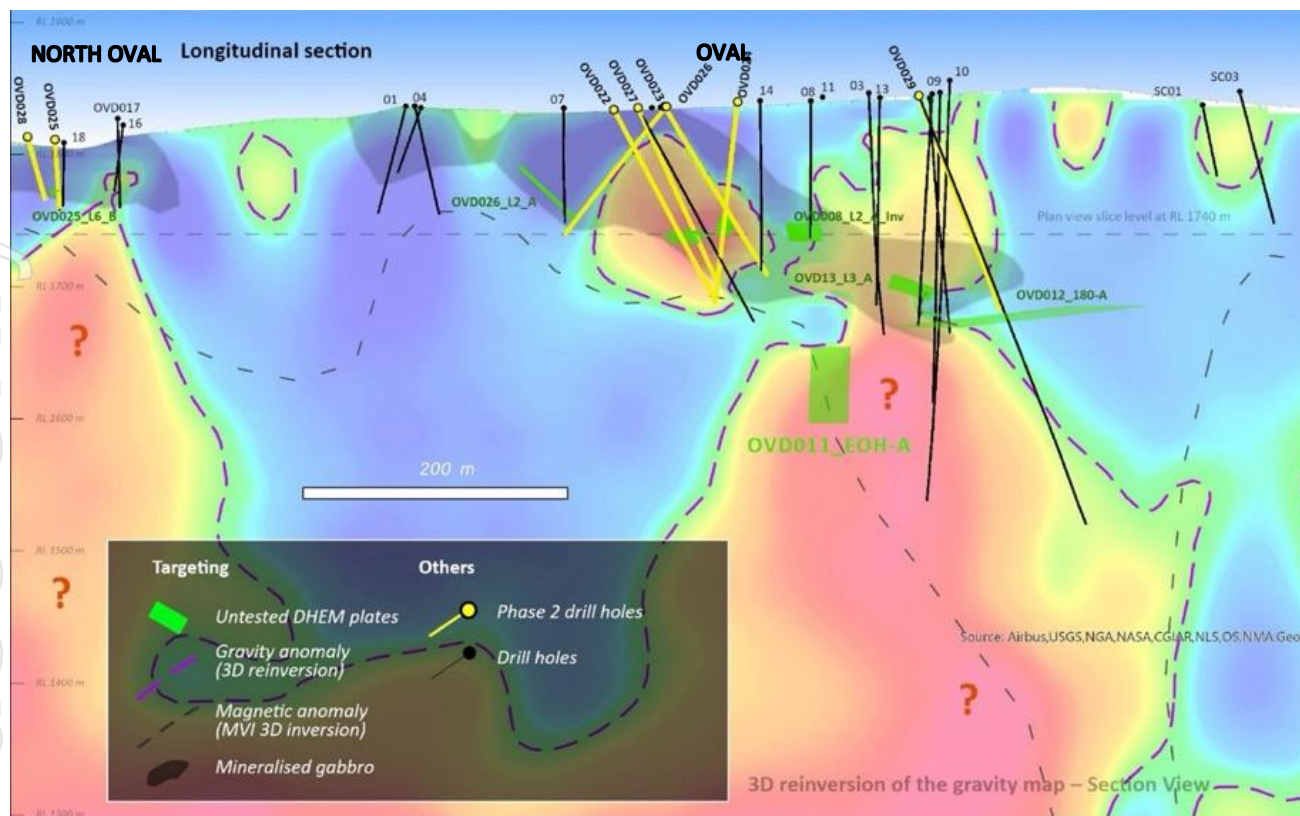 RL 1900 m
NORTH OVAL Longitudinal section OVAL
OVD028
OVD025
18
OVD017
16
01
04
07
OVD022
OVD027
OVD023
OVD026
14
08
11
03
13
OVD029
09
10
SC01
SC03
OVD025_L6_B
OVD026_L2_A
OVD008_L2_A_Inv
Plan view slice level at RL 1740 m
RL 1700 m
OVD13_L3_A
OVD012_180-A
?
?
RL 1600 m
OVD011_EOH-A
200 m
RL 1500 m
?
Targeting Others
Untested DHEM plates
Phase 2 drill holes
Gravity anomaly
(3D reinversion)
Drill holes
Magnetic anomaly
(MVI 3D inversion)
Mineralised gabbro
Source: Airbus,USGS,NGA,NASA,CGIAR,NLS,OS,NMA,Geo
RL 1400 m
?
3D reinversion of the gravity map – Section View